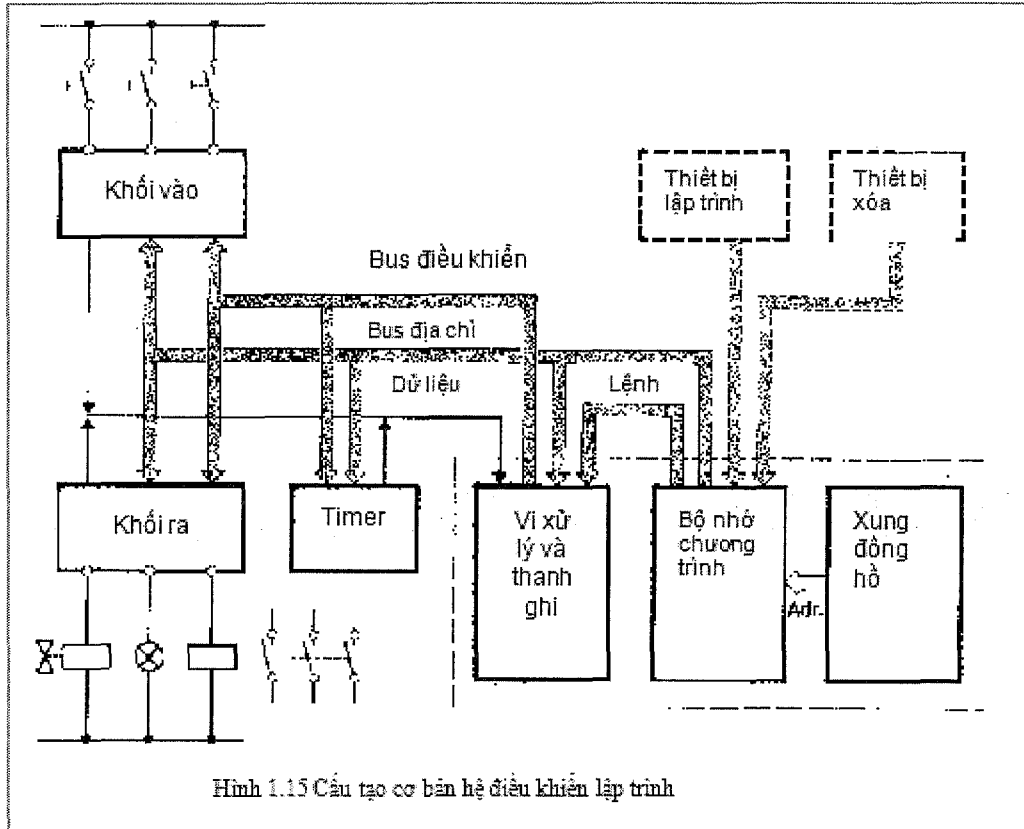 Khối vào
Thiết bị
lập trình
Thiết bị
xóa
Bus điều khiển
Bus địa chỉ
Dữ liệu
Lệnh
Khối ra
Timer
Vi xử
lý và
thanh
ghi
Bộ nhớ
chương
trình
Adr.
Xung
đồng
hồ
Hình 1.15 Cấu tạo cơ bản hệ điều khiển lập trình